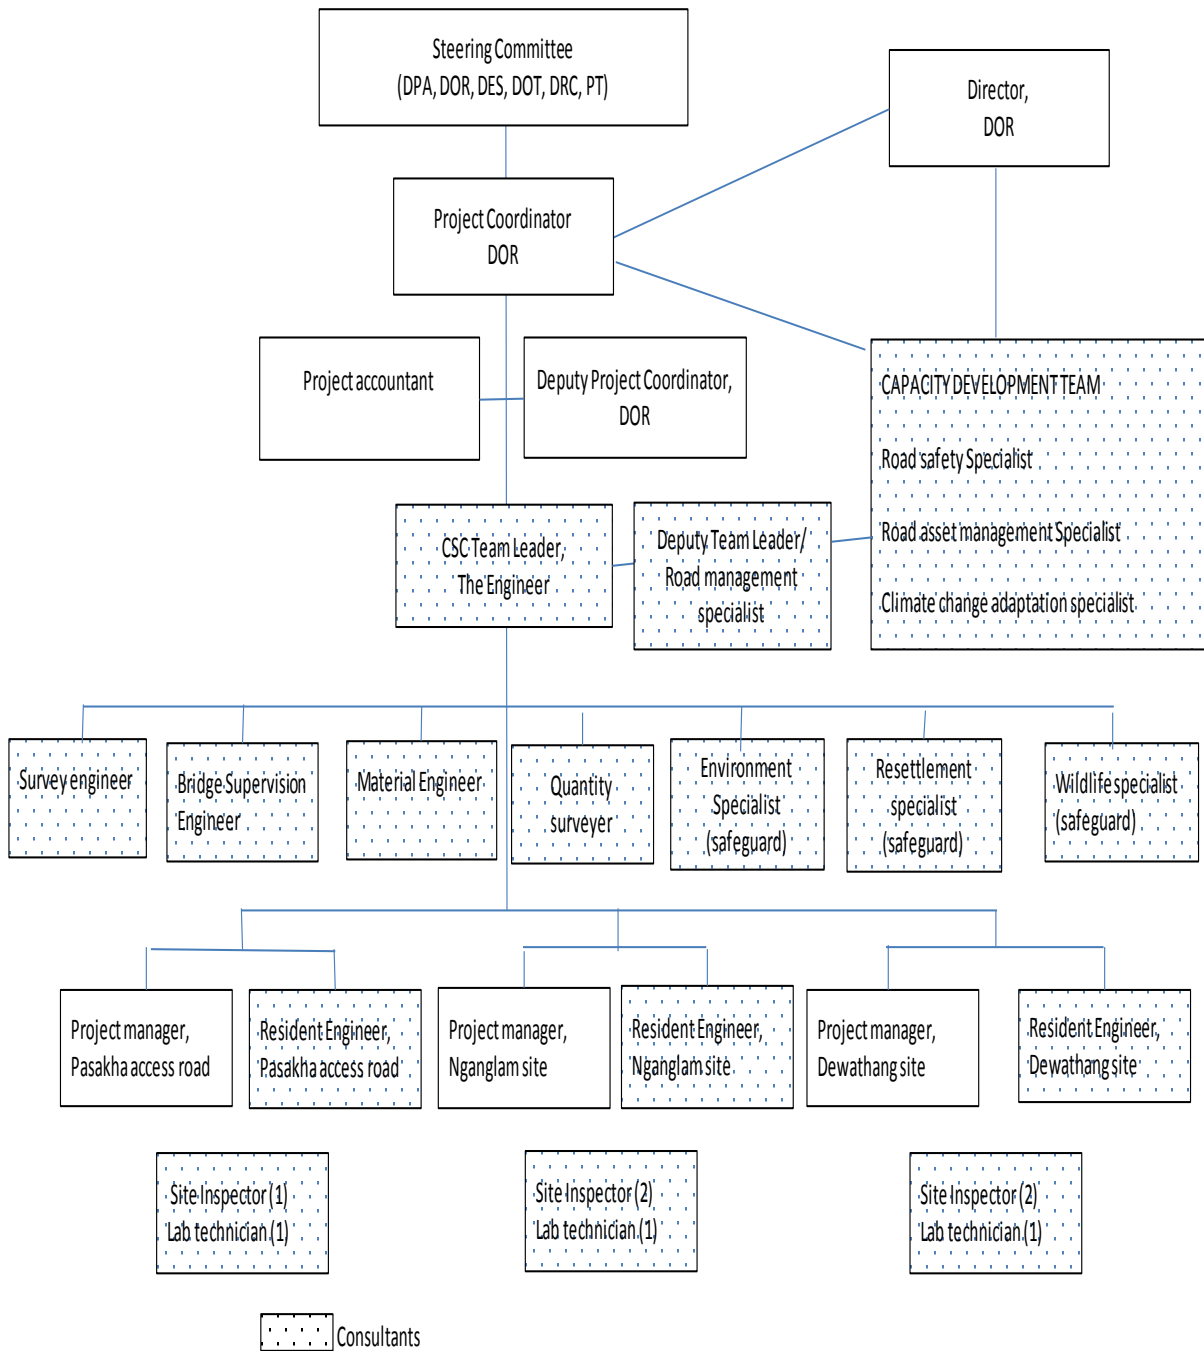 Steering Committee
(DPA, DOR, DES, DOT, DRC, PT)
Director,
DOR
Project Coordinator
DOR
Project accountant
Deputy Project Coordinator,
DOR
CAPACITY DEVELOPMENT TEAM
Road safety Specialist
Road asset management Specialist
Climate change adaptation specialist
CSC Team Leader,
The Engineer
Deputy Team Leader/
Road management
specialist
Survey engineer
Bridge Supervision
Engineer
Material Engineer
Quantity
surveyer
Environment
Specialist
(safeguard)
Resettlement
specialist
(safeguard)
Wildlife specialist
(safeguard)
Project manager,
Pasakha access road
Resident Engineer,
Pasakha access road
Project manager,
Nganglam site
Resident Engineer,
Nganglam site
Project manager,
Dewathang site
Resident Engineer,
Dewathang site
Site Inspector (1)
Lab technician (1)
Site Inspector (2)
Lab technician (1)
Site Inspector (2)
Lab technician (1)
Consultants